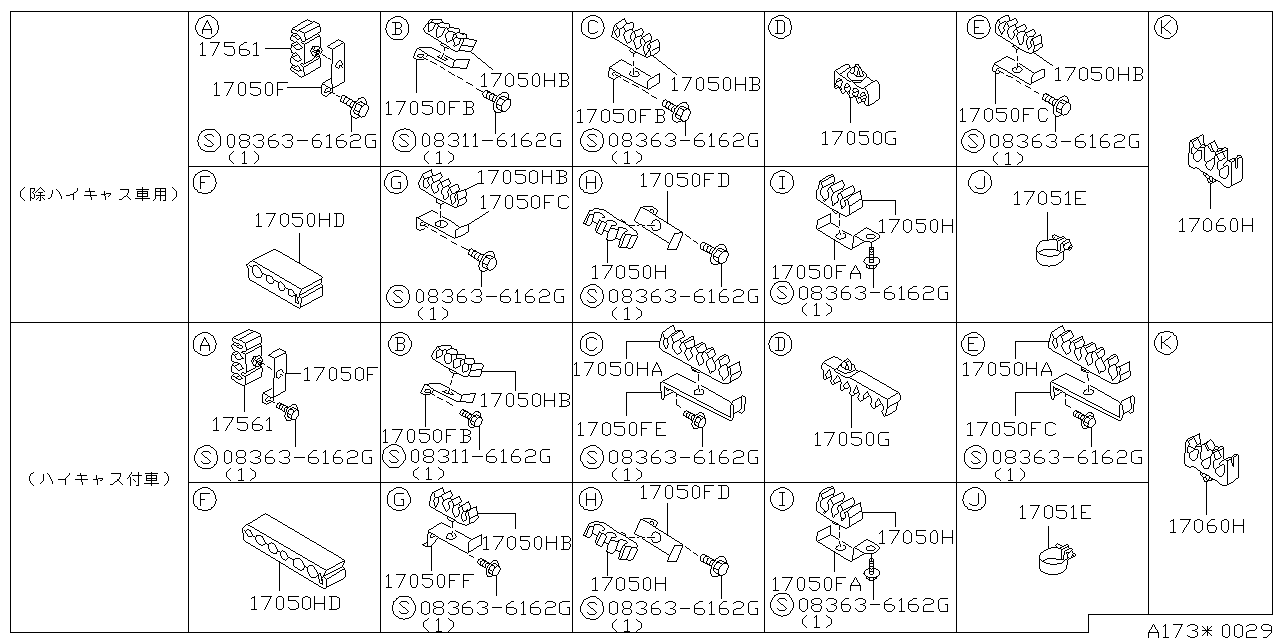 (除ハイキャス車用)
A
17561
17050F
S 08363-6162G
(1)
B
17050HB
17050FB
S 08311-6162G
(1)
C
17050HB
17050FB
S 08363-6162G
(1)
D
17050G
E
17050HB
17050FC
S 08363-6162G
(1)
K
17060H
F
17050HD
G
17050HB
17050FC
S 08363-6162G
(1)
H
17050FD
17050H
S 08363-6162G
(1)
I
17050H
17050FA
S 08363-6162G
(1)
J
17051E
(ハイキャス付車)
A
17050F
17561
S 08363-6162G
(1)
B
17050HB
17050FB
S 08311-6162G
(1)
C
17050HA
17050FE
S 08363-6162G
(1)
D
17050G
E
17050HA
17050FC
S 08363-6162G
(1)
K
17060H
F
17050HD
G
17050HB
17050FF
S 08363-6162G
(1)
H
17050FD
17050H
S 08363-6162G
(1)
I
17050H
17050FA
S 08363-6162G
(1)
J
17051E
A173* 0029